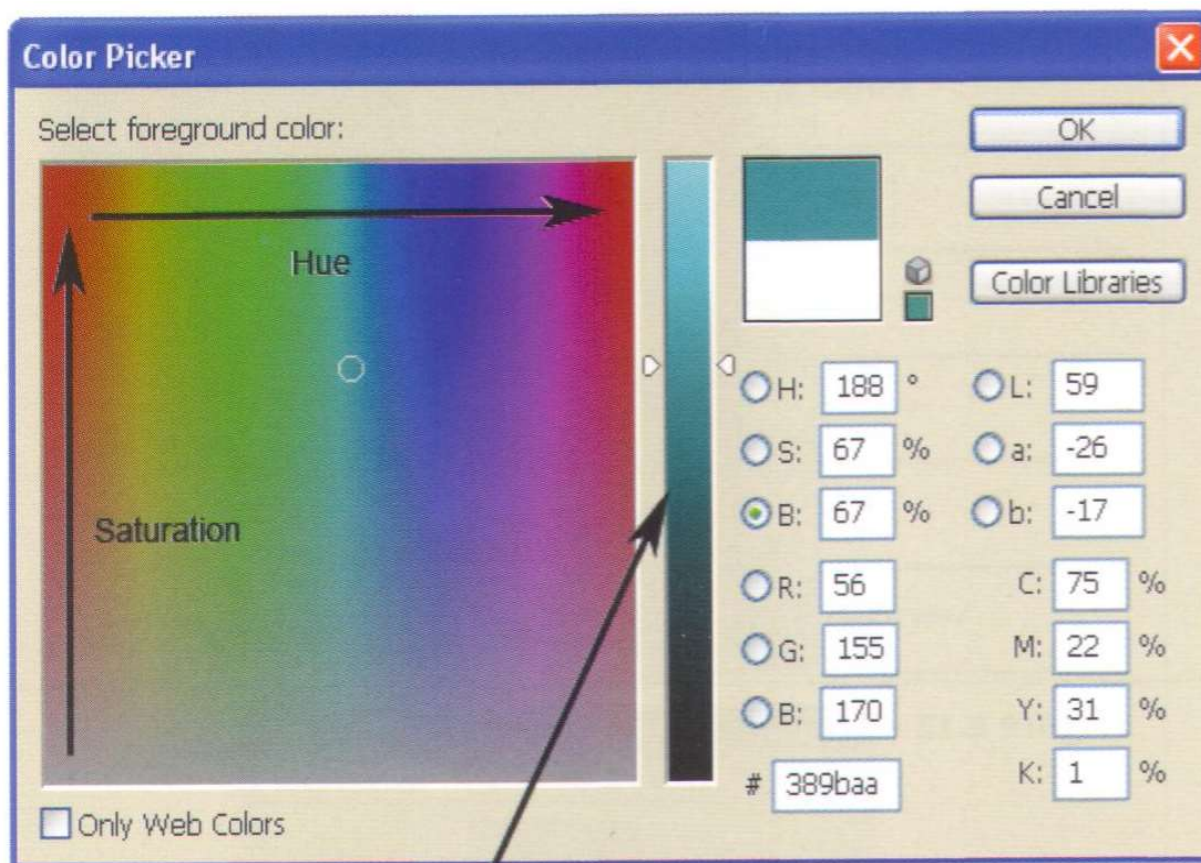 Color Picker
Select foreground color:
OK
Cancel
Color Libraries
Hue
Saturation
H: 188 °
S: 67 %
B: 67 %
R: 56
G: 155
B: 170
# 389baa
L: 59
a: -26
b: -17
C: 75 %
M: 22 %
Y: 31 %
K: 1 %
Only Web Colors